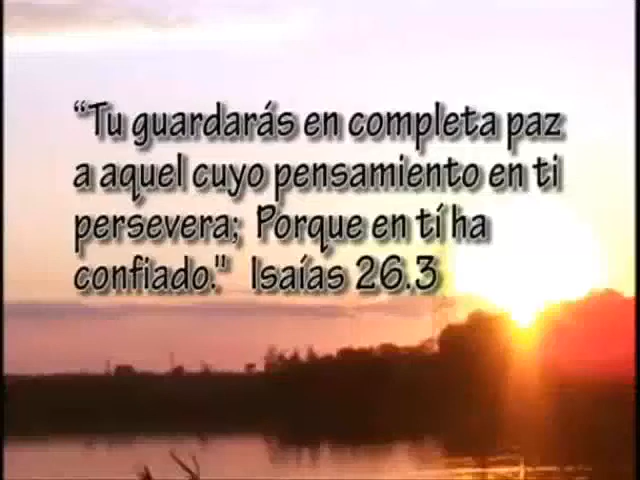 “Tu guardarás en completa paz
a aquel cuyo pensamiento en ti
persevera; Porque en tí ha
confiado." Isaías 26.3